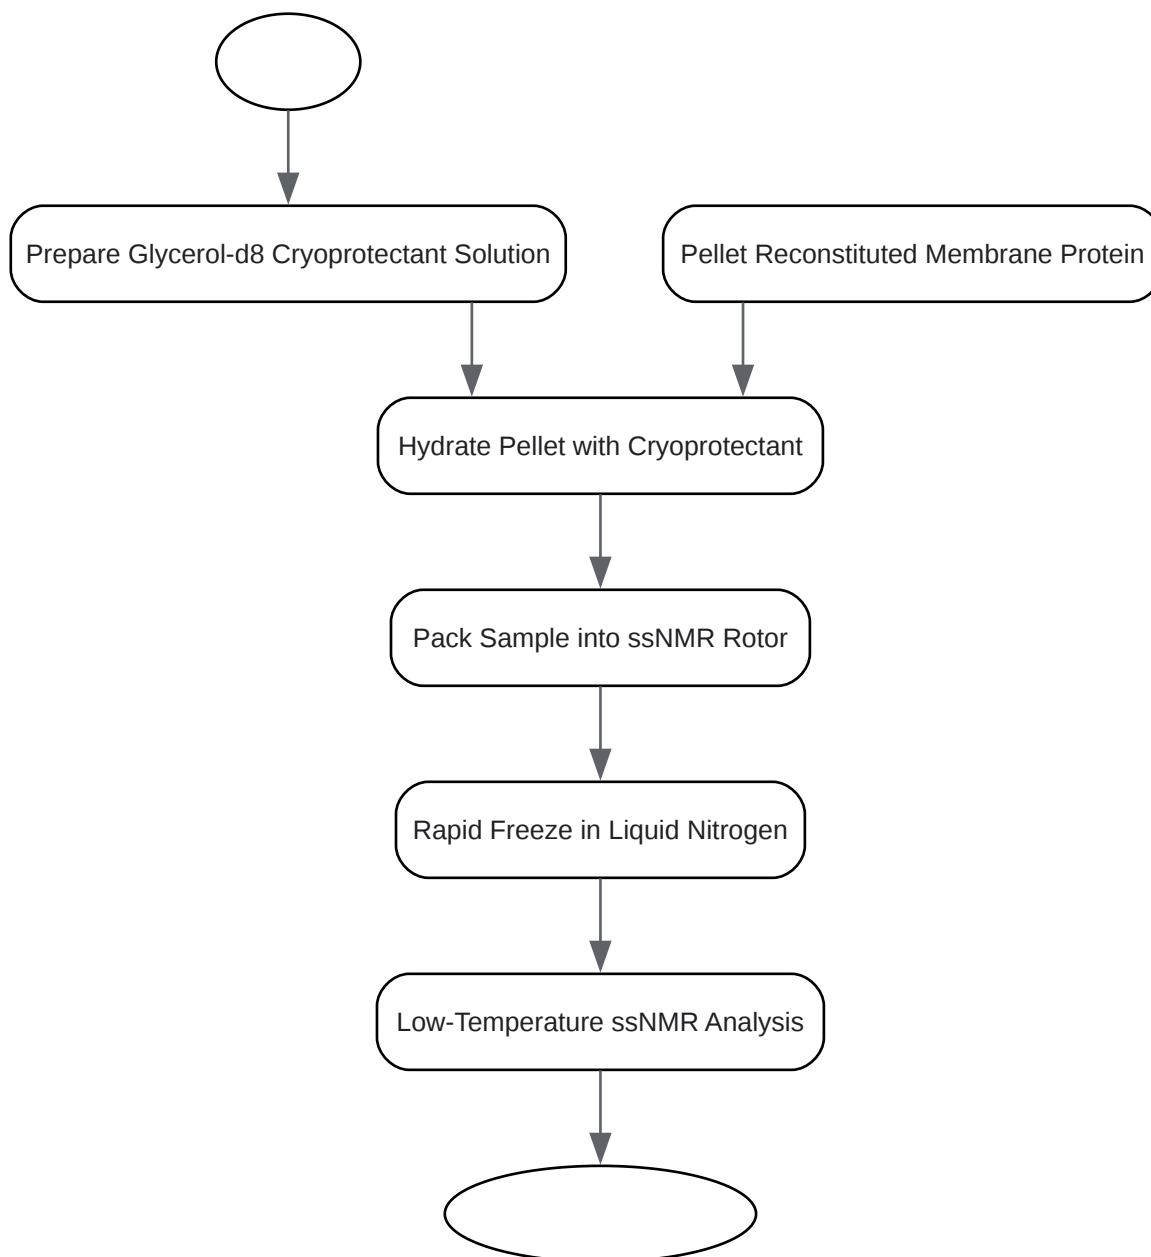 Prepare Glycerol-d8 Cryoprotectant Solution
Pellet Reconstituted Membrane Protein
Hydrate Pellet with Cryoprotectant
Pack Sample into ssNMR Rotor
Rapid Freeze in Liquid Nitrogen
Low-Temperature ssNMR Analysis